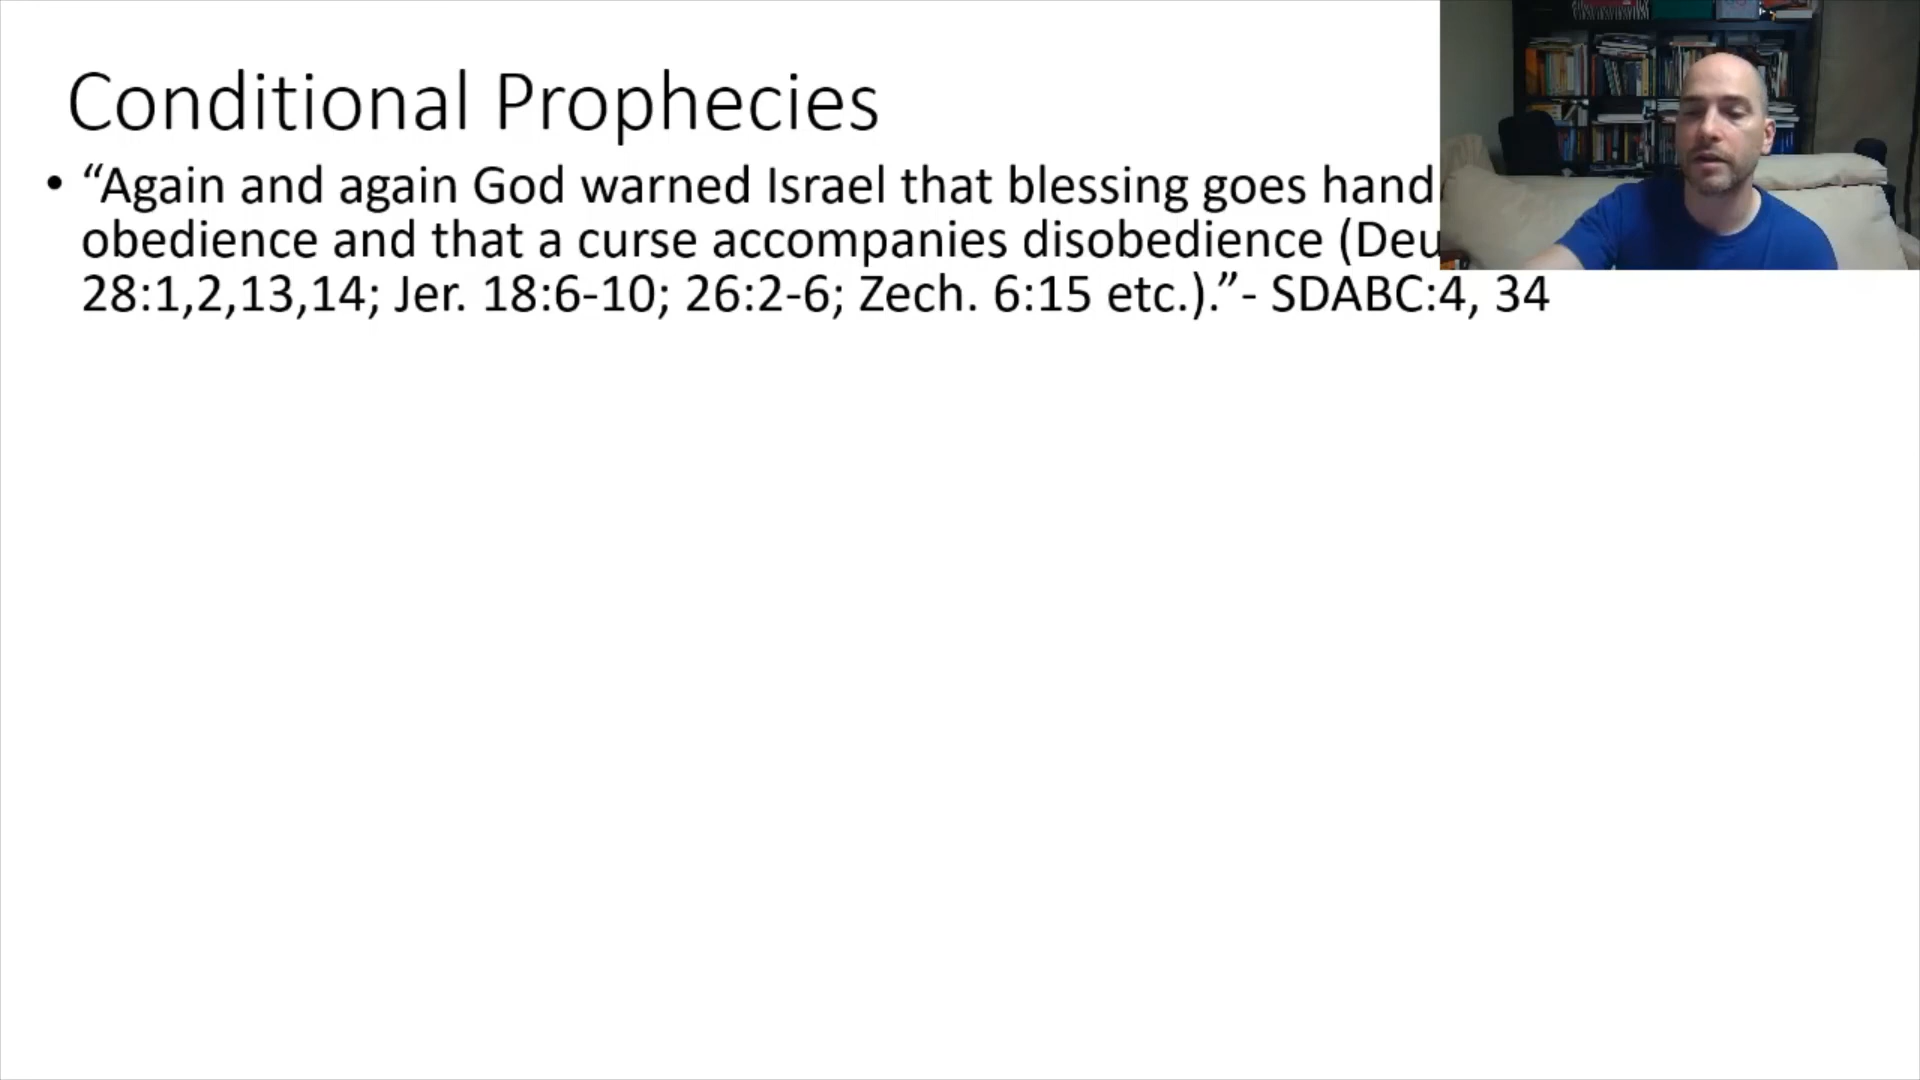 Conditional Prophecies
• “Again and again God warned Israel that blessing goes hand
obedience and that a curse accompanies disobedience (Deu
28:1,2,13,14; Jer. 18:6-10; 26:2-6; Zech. 6:15 etc.).”- SDABC:4, 34